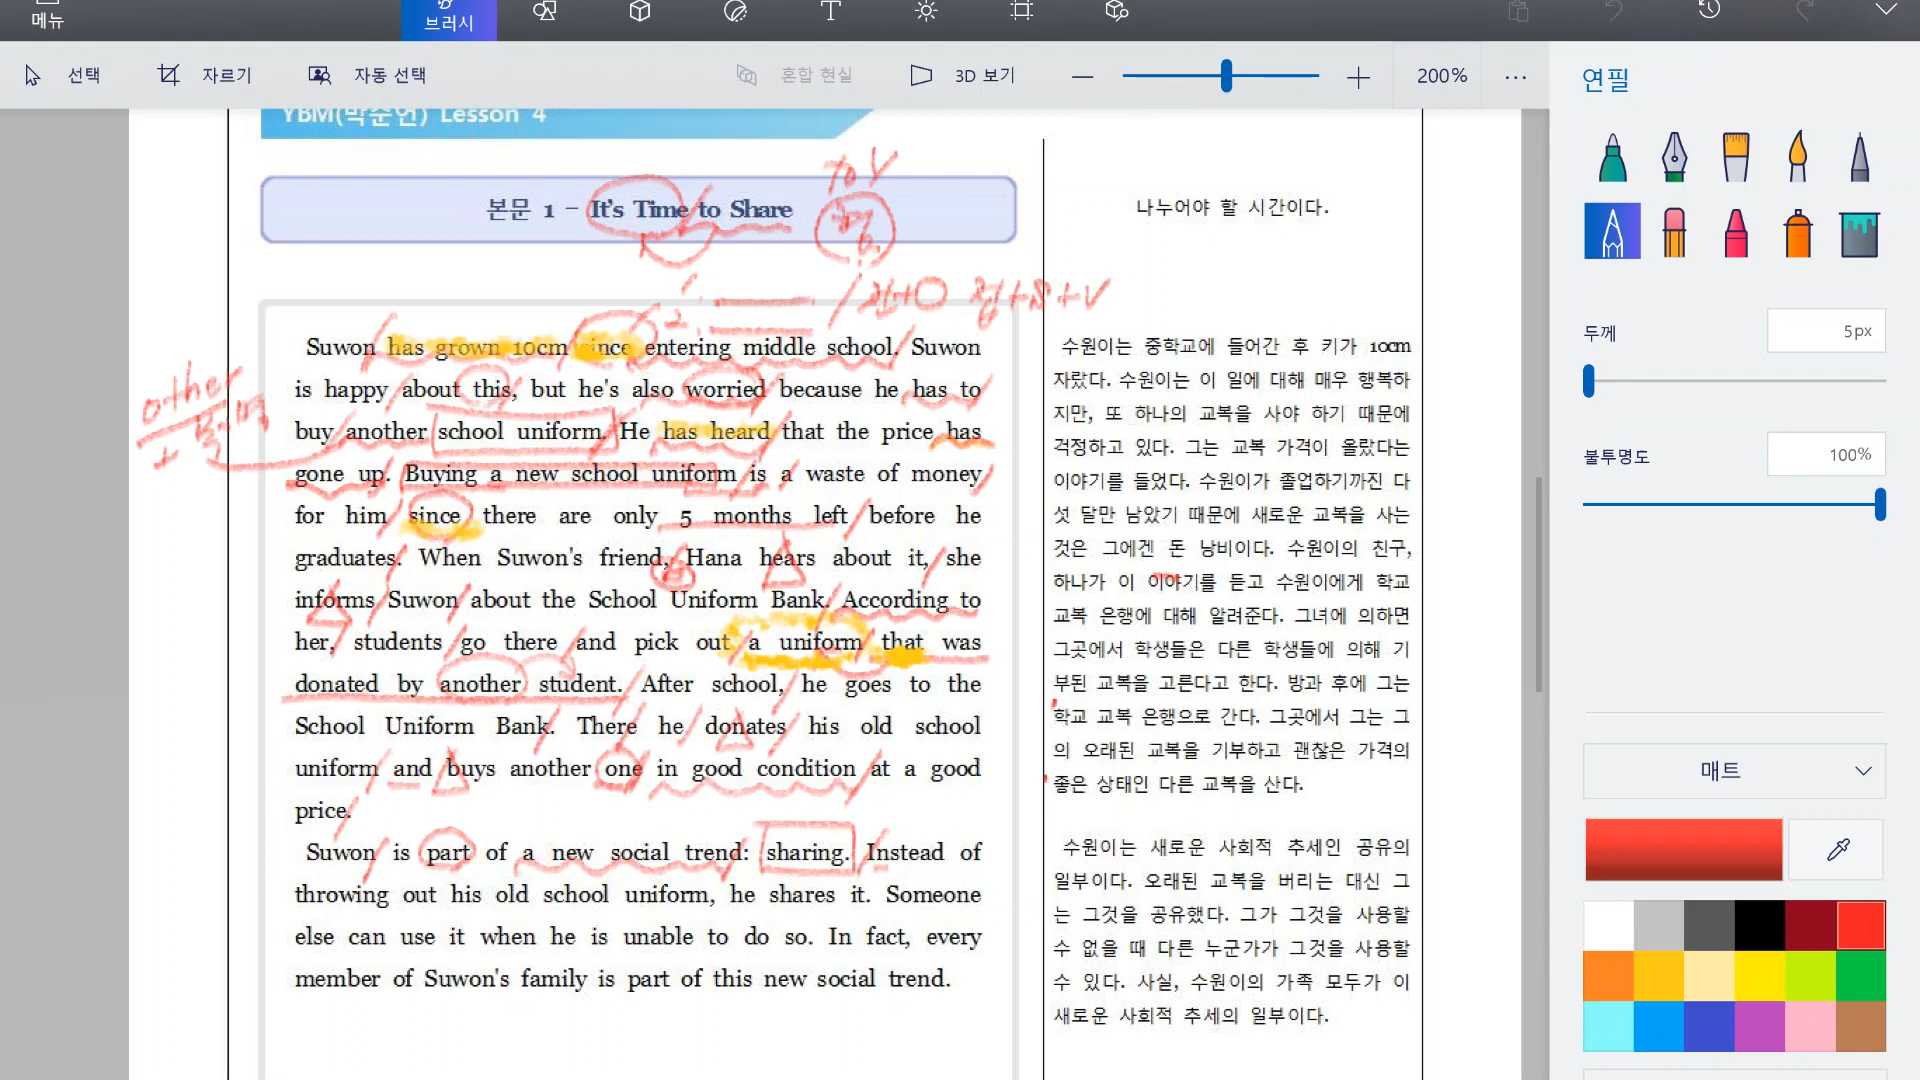 메뉴
브러시
선택
자르기
자동 선택
혼합 현실
3D 보기
200%
연필
YBM(박준언) Lesson 4
본문 1 - It's Time to Share
to V
나누어야 할 시간이다.
Suwon has grown 10cm since entering middle school. Suwon
is happy about this, but he's also worried because he has to
buy another school uniform. He has heard that the price has
gone up. Buying a new school uniform is a waste of money
for him since there are only 5 months left before he
graduates. When Suwon's friend, Hana hears about it, she
informs Suwon about the School Uniform Bank. According to
her, students go there and pick out a uniform that was
donated by another student. After school, he goes to the
School Uniform Bank. There he donates his old school
uniform and buys another one in good condition at a good
price.
Suwon is part of a new social trend: sharing. Instead of
throwing out his old school uniform, he shares it. Someone
else can use it when he is unable to do so. In fact, every
member of Suwon's family is part of this new social trend.
other
수원이는 중학교에 들어간 후 키가 10cm
자랐다. 수원이는 이 일에 대해 매우 행복하
지만, 또 하나의 교복을 사야 하기 때문에
걱정하고 있다. 그는 교복 가격이 올랐다는
이야기를 들었다. 수원이가 졸업하기까진 다
섯 달만 남았기 때문에 새로운 교복을 사는
것은 그에겐 돈 낭비이다. 수원이의 친구,
하나가 이 이야기를 듣고 수원이에게 학교
교복 은행에 대해 알려준다. 그녀에 의하면
그곳에서 학생들은 다른 학생들에 의해 기
부된 교복을 고른다고 한다. 방과 후에 그는
학교 교복 은행으로 간다. 그곳에서 그는 그
의 오래된 교복을 기부하고 괜찮은 가격의
좋은 상태인 다른 교복을 산다.
수원이는 새로운 사회적 추세인 공유의
일부이다. 오래된 교복을 버리는 대신 그
는 그것을 공유했다. 그가 그것을 사용할
수 없을 때 다른 누군가가 그것을 사용할
수 있다. 사실, 수원이의 가족 모두가 이
새로운 사회적 추세의 일부이다.
두께
5px
불투명도
100%
매트